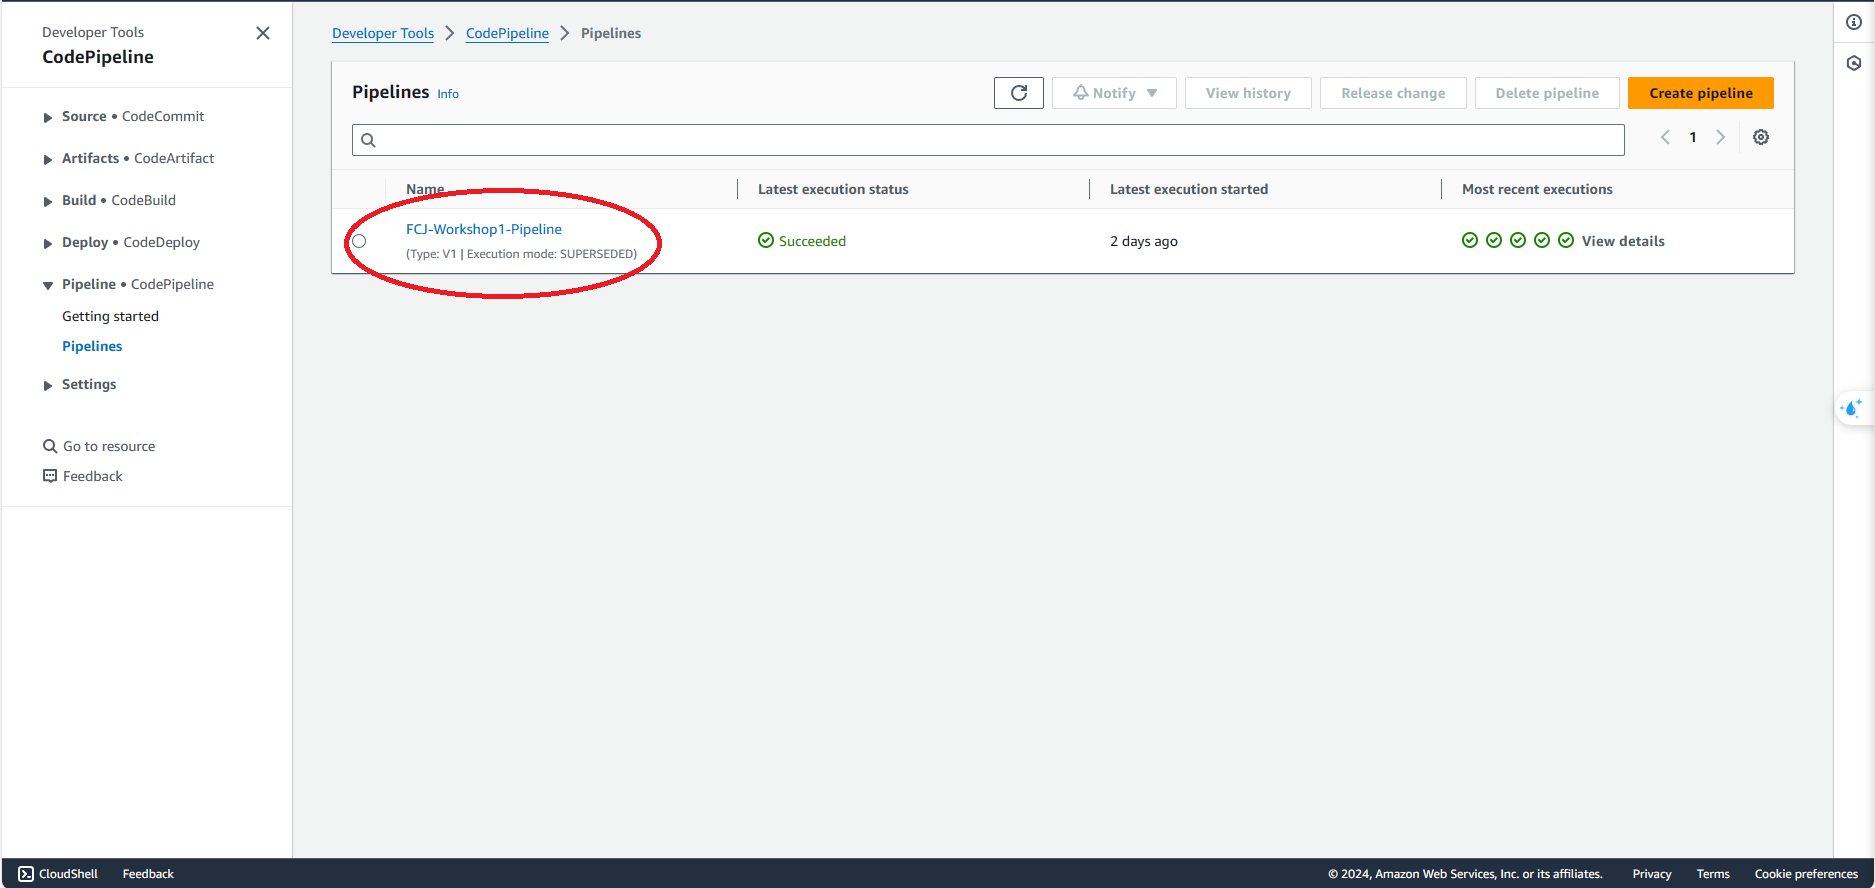 Developer Tools
CodePipeline
Source • CodeCommit
Artifacts • CodeArtifact
Build • CodeBuild
Deploy • CodeDeploy
Pipeline • CodePipeline
Getting started
Pipelines
Settings
Go to resource
Feedback
Developer Tools > CodePipeline > Pipelines
Pipelines Info
Notify
View history
Release change
Delete pipeline
Create pipeline
1
Name
Latest execution status
Latest execution started
Most recent executions
FCJ-Workshop1-Pipeline
(Type: V1 | Execution mode: SUPERSEDED)
Succeeded
2 days ago
View details
CloudShell
Feedback
© 2024, Amazon Web Services, Inc. or its affiliates.
Privacy
Terms
Cookie preferences